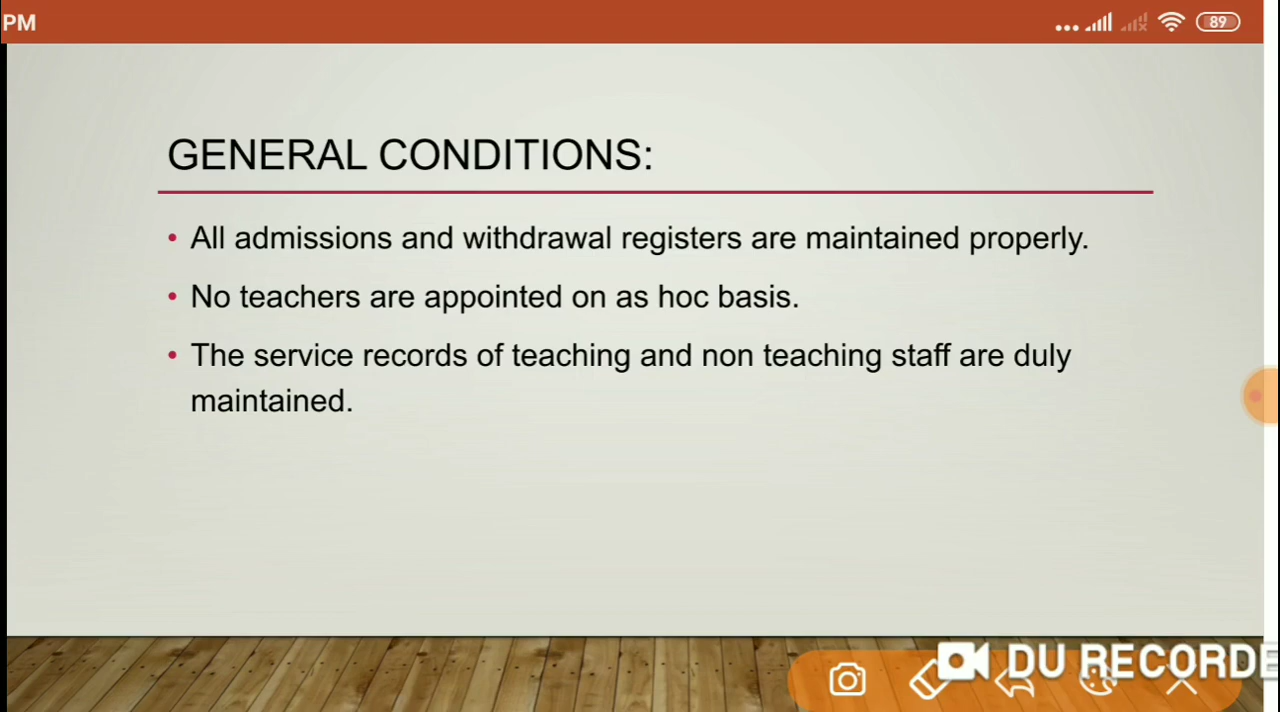 PM
89
GENERAL CONDITIONS:
• All admissions and withdrawal registers are maintained properly.
• No teachers are appointed on as hoc basis.
• The service records of teaching and non teaching staff are duly
maintained.
DU RECORDE